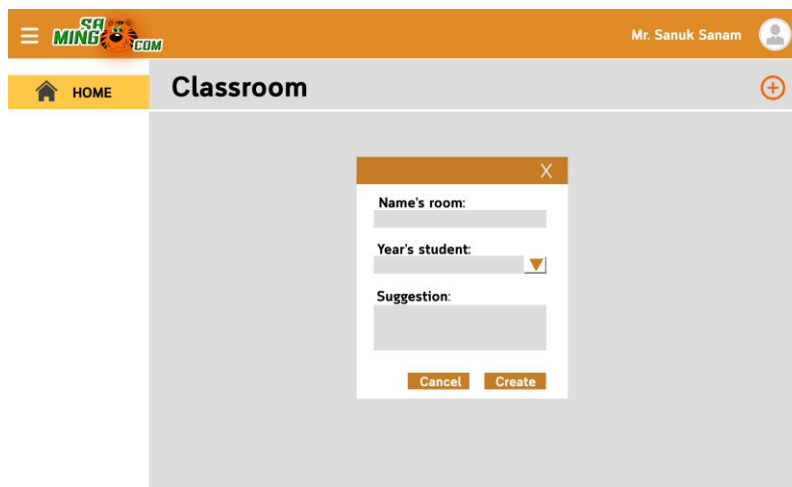 SA
MING
COM
Mr. Sanuk Sanam
HOME
Classroom
X
Name's room:
Year's student:
Suggestion:
Cancel Create